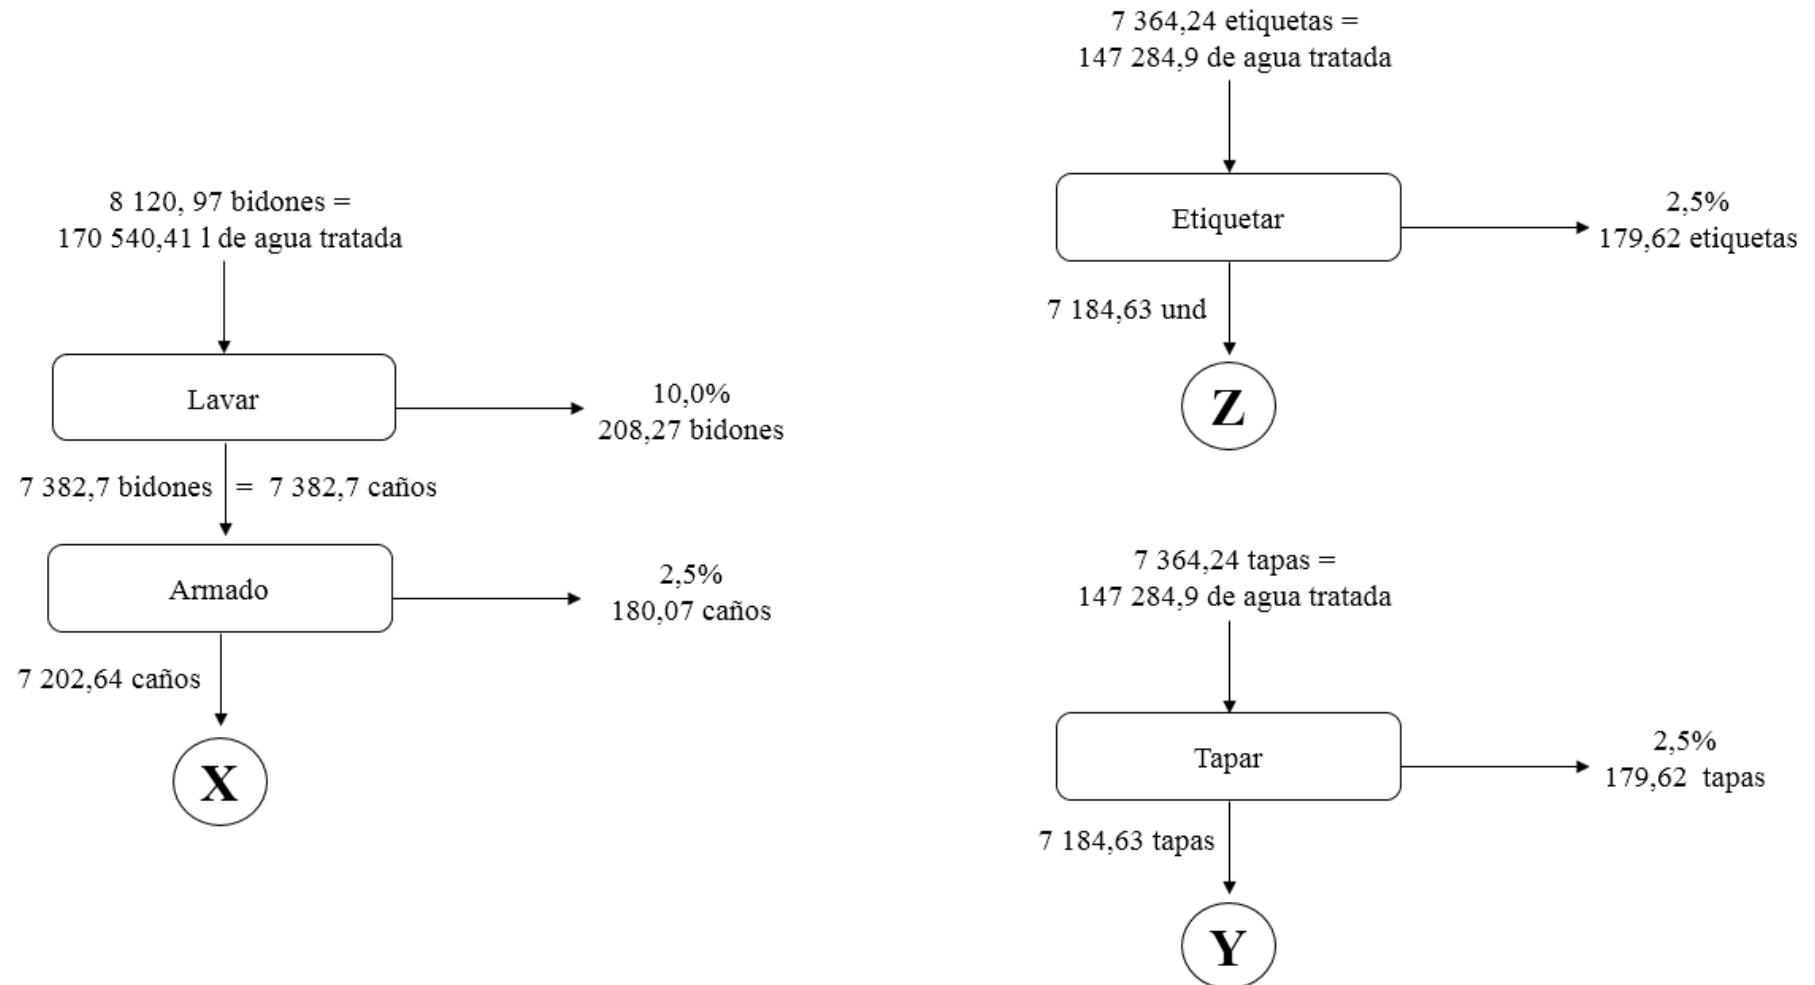 8 120, 97 bidones =
170 540,41 l de agua tratada
Lavar
10,0%
208,27 bidones
7 382,7 bidones = 7 382,7 caños
Armado
2,5%
180,07 caños
7 202,64 caños
X
7 364,24 etiquetas =
147 284,9 de agua tratada
Etiquetar
2,5%
179,62 etiquetas
7 184,63 und
Z
7 364,24 tapas =
147 284,9 de agua tratada
Tapar
2,5%
179,62 tapas
7 184,63 tapas
Y